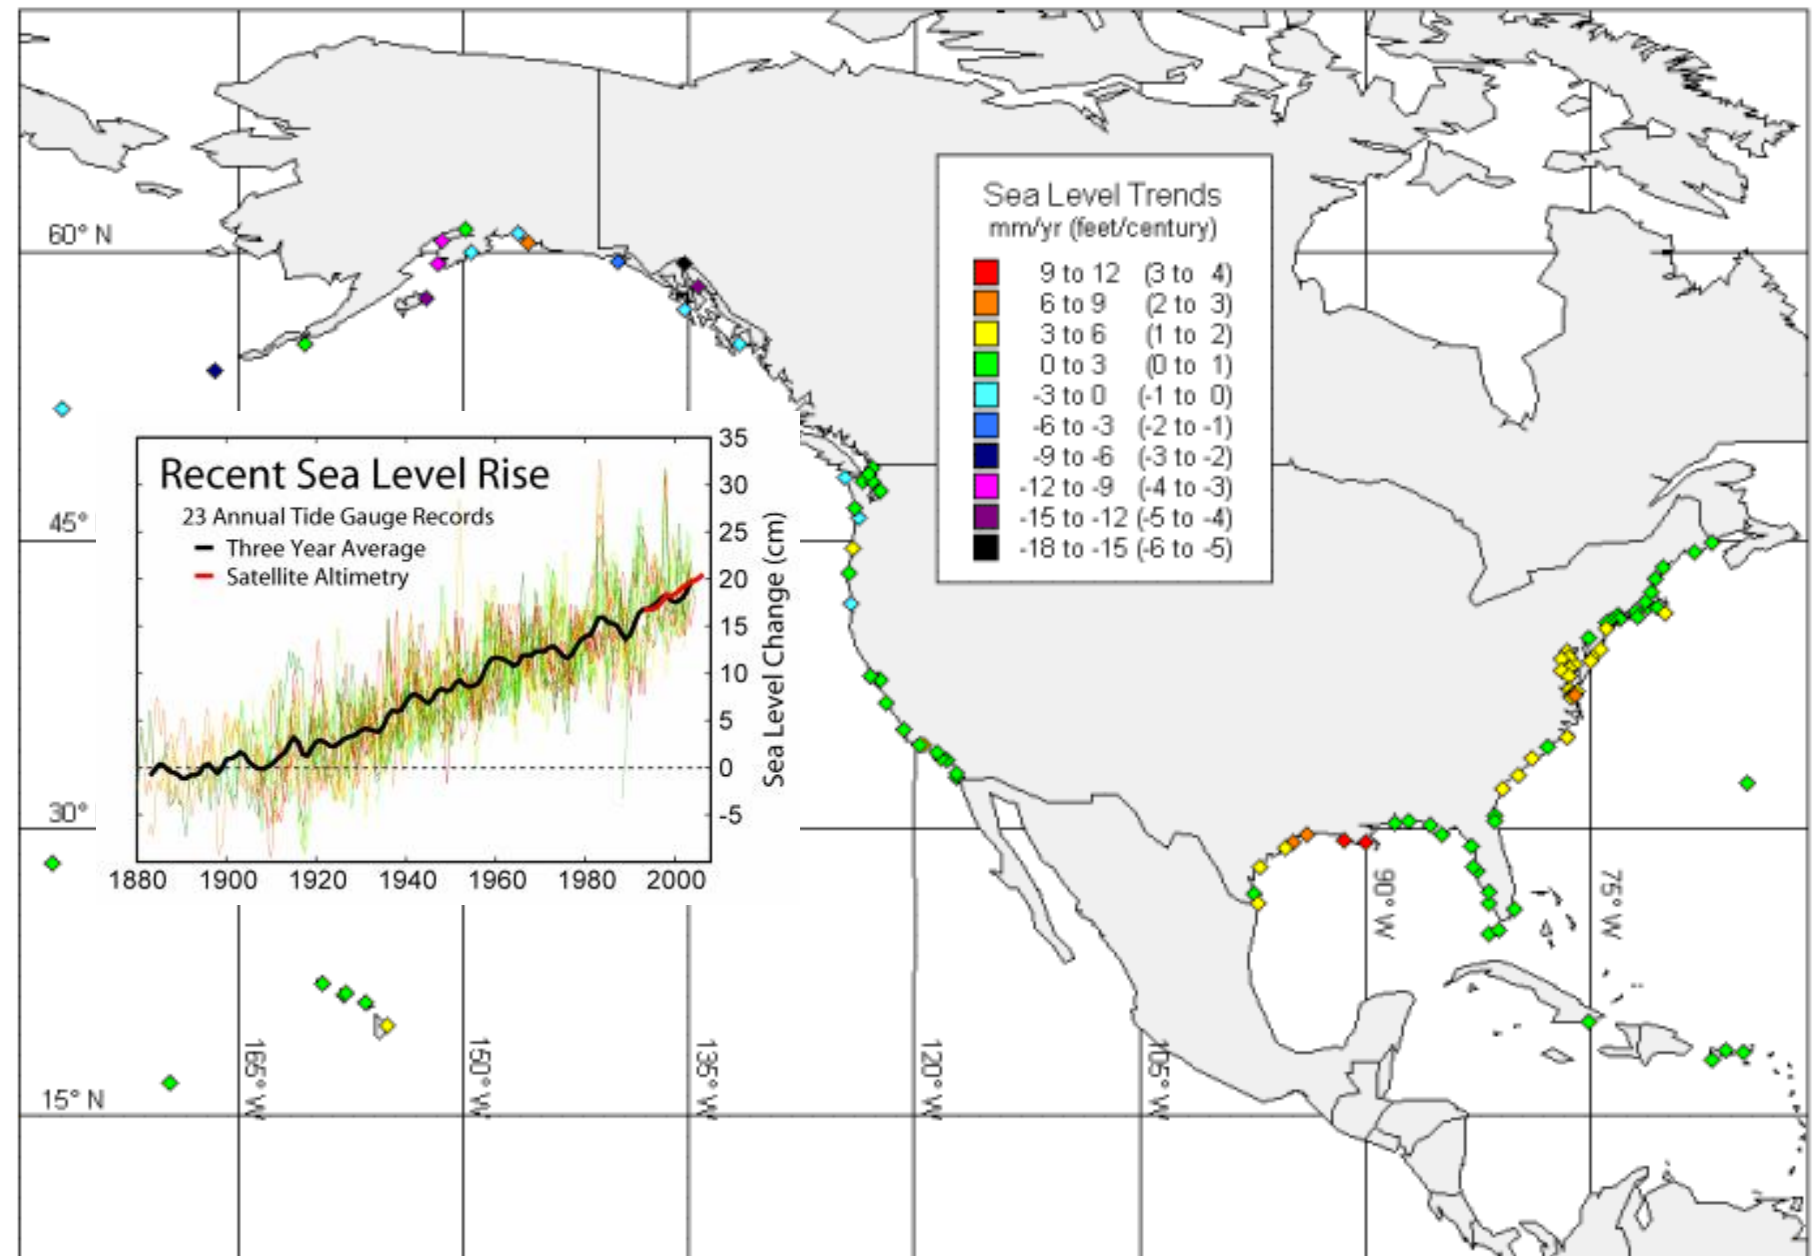 60° N
45°
30°
15° N
165° W
150° W
135° W
120° W
105° W
90° W
75° W
Sea Level Trends
mm/yr (feet/century)
9 to 12 (3 to 4)
6 to 9 (2 to 3)
3 to 6 (1 to 2)
0 to 3 (0 to 1)
-3 to 0 (-1 to 0)
-6 to -3 (-2 to -1)
-9 to -6 (-3 to -2)
-12 to -9 (-4 to -3)
-15 to -12 (-5 to -4)
-18 to -15 (-6 to -5)
Recent Sea Level Rise
23 Annual Tide Gauge Records
Three Year Average
Satellite Altimetry
35
30
25
20
15
10
5
0
-5
Sea Level Change (cm)
1880 1900 1920 1940 1960 1980 2000